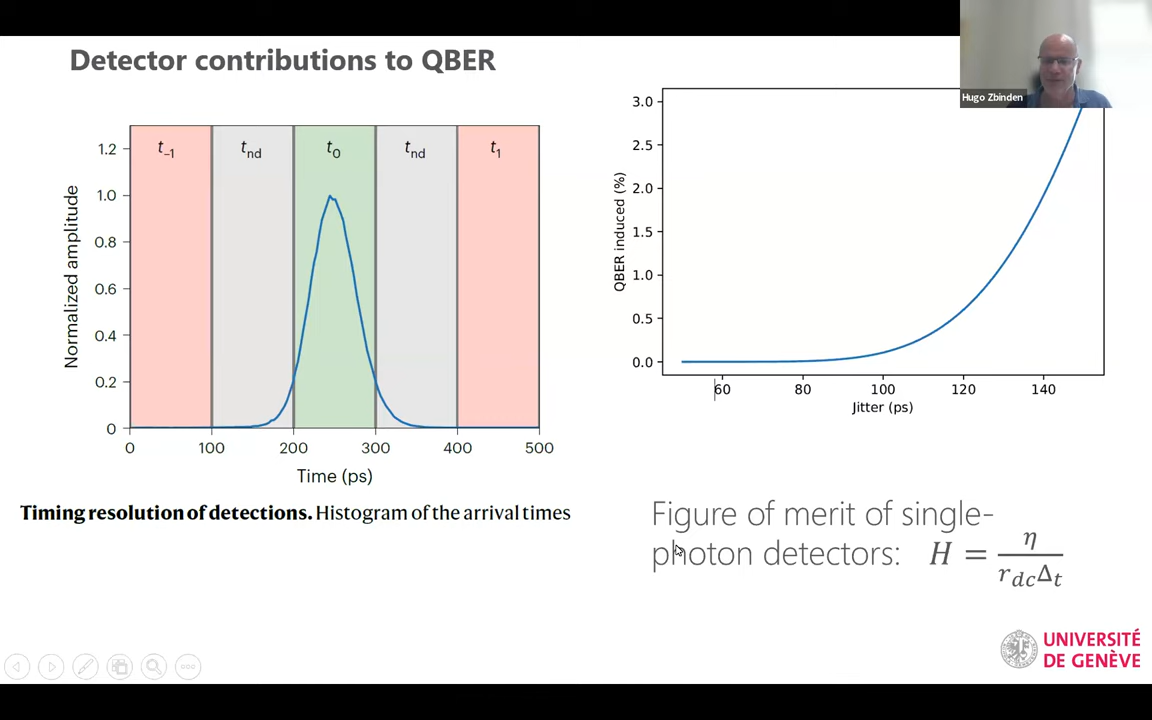 Detector contributions to QBER
Hugo Zbinden
t-1
tnd
t0
tnd
t1
1.2
1.0
0.8
0.6
0.4
0.2
0
Normalized amplitude
0 100 200 300 400 500
Time (ps)
Timing resolution of detections. Histogram of the arrival times
3.0
2.5
2.0
1.5
1.0
0.5
0.0
QBER induced (%)
60 80 100 120 140
Jitter (ps)
Figure of merit of single-
photon detectors: H = η / r_dc Δ_t
UNIVERSITÉ
DE GENÈVE